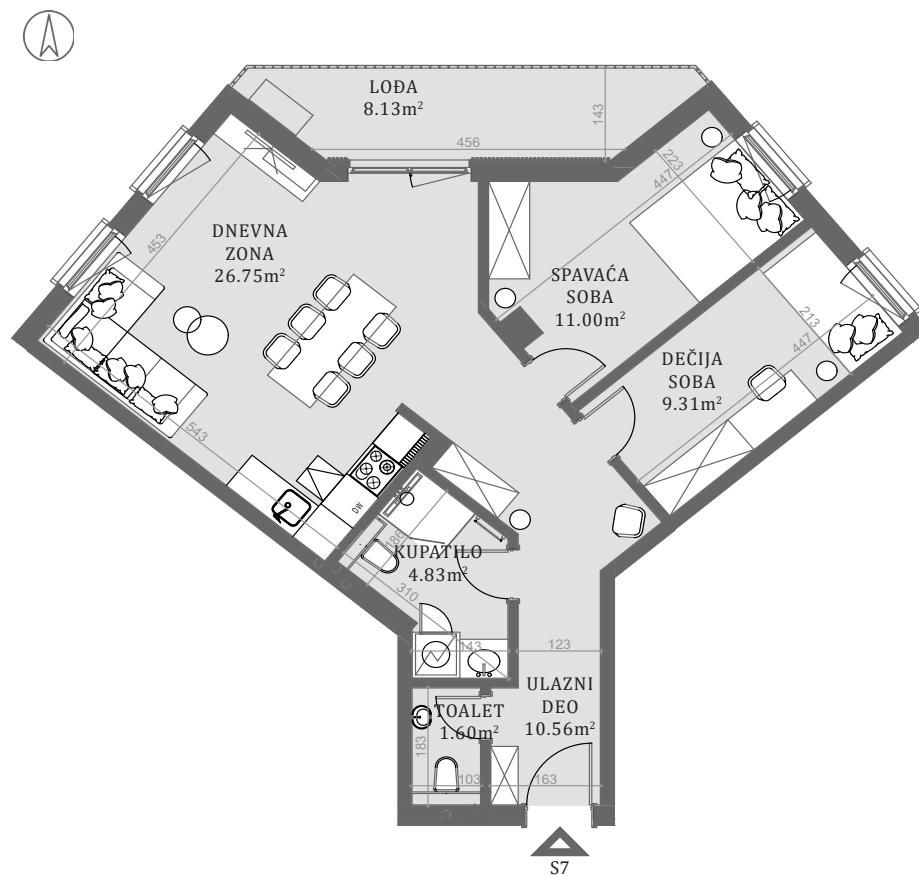 LOĐA
8.13m²
143
456
223
447
DNEVNA
ZONA
26.75m²
453
SPAVAĆA
SOBA
11.00m²
213
447
DEČIJA
SOBA
9.31m²
543
DW
186
KUPATILO
4.83m²
310
143
123
ULAZNI
DEO
10.56m²
TOALET
1.60m²
183
103
163
S7